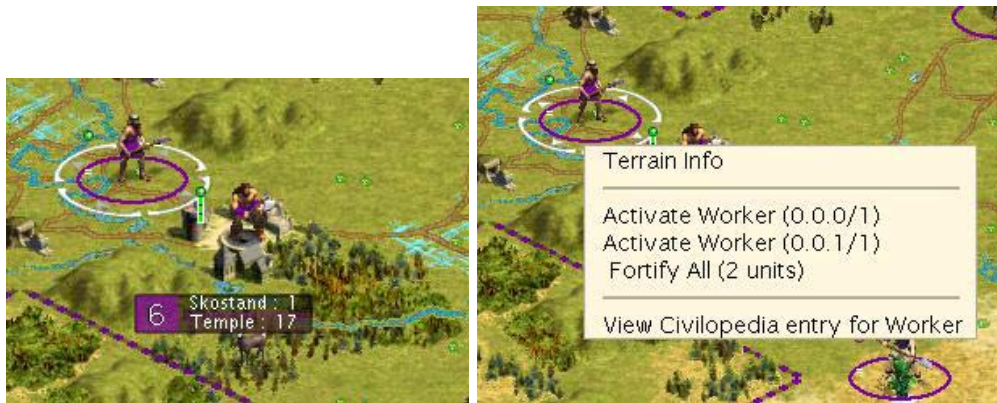 6
Skostand : 1
Temple : 17
Terrain Info
Activate Worker (0.0.0/1)
Activate Worker (0.0.1/1)
Fortify All (2 units)
View Civilopedia entry for Worker